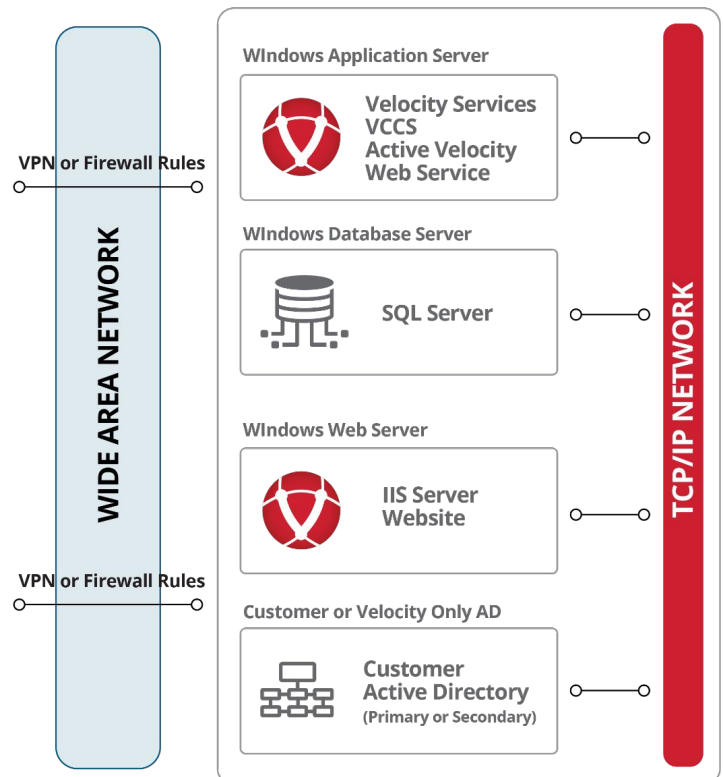 WIndows Application Server
Velocity Services
VCCS
Active Velocity
Web Service
VPN or Firewall Rules
WIndows Database Server
SQL Server
WIDE AREA NETWORK
TCP/IP NETWORK
WIndows Web Server
IIS Server
Website
VPN or Firewall Rules
Customer or Velocity Only AD
Customer
Active Directory
(Primary or Secondary)